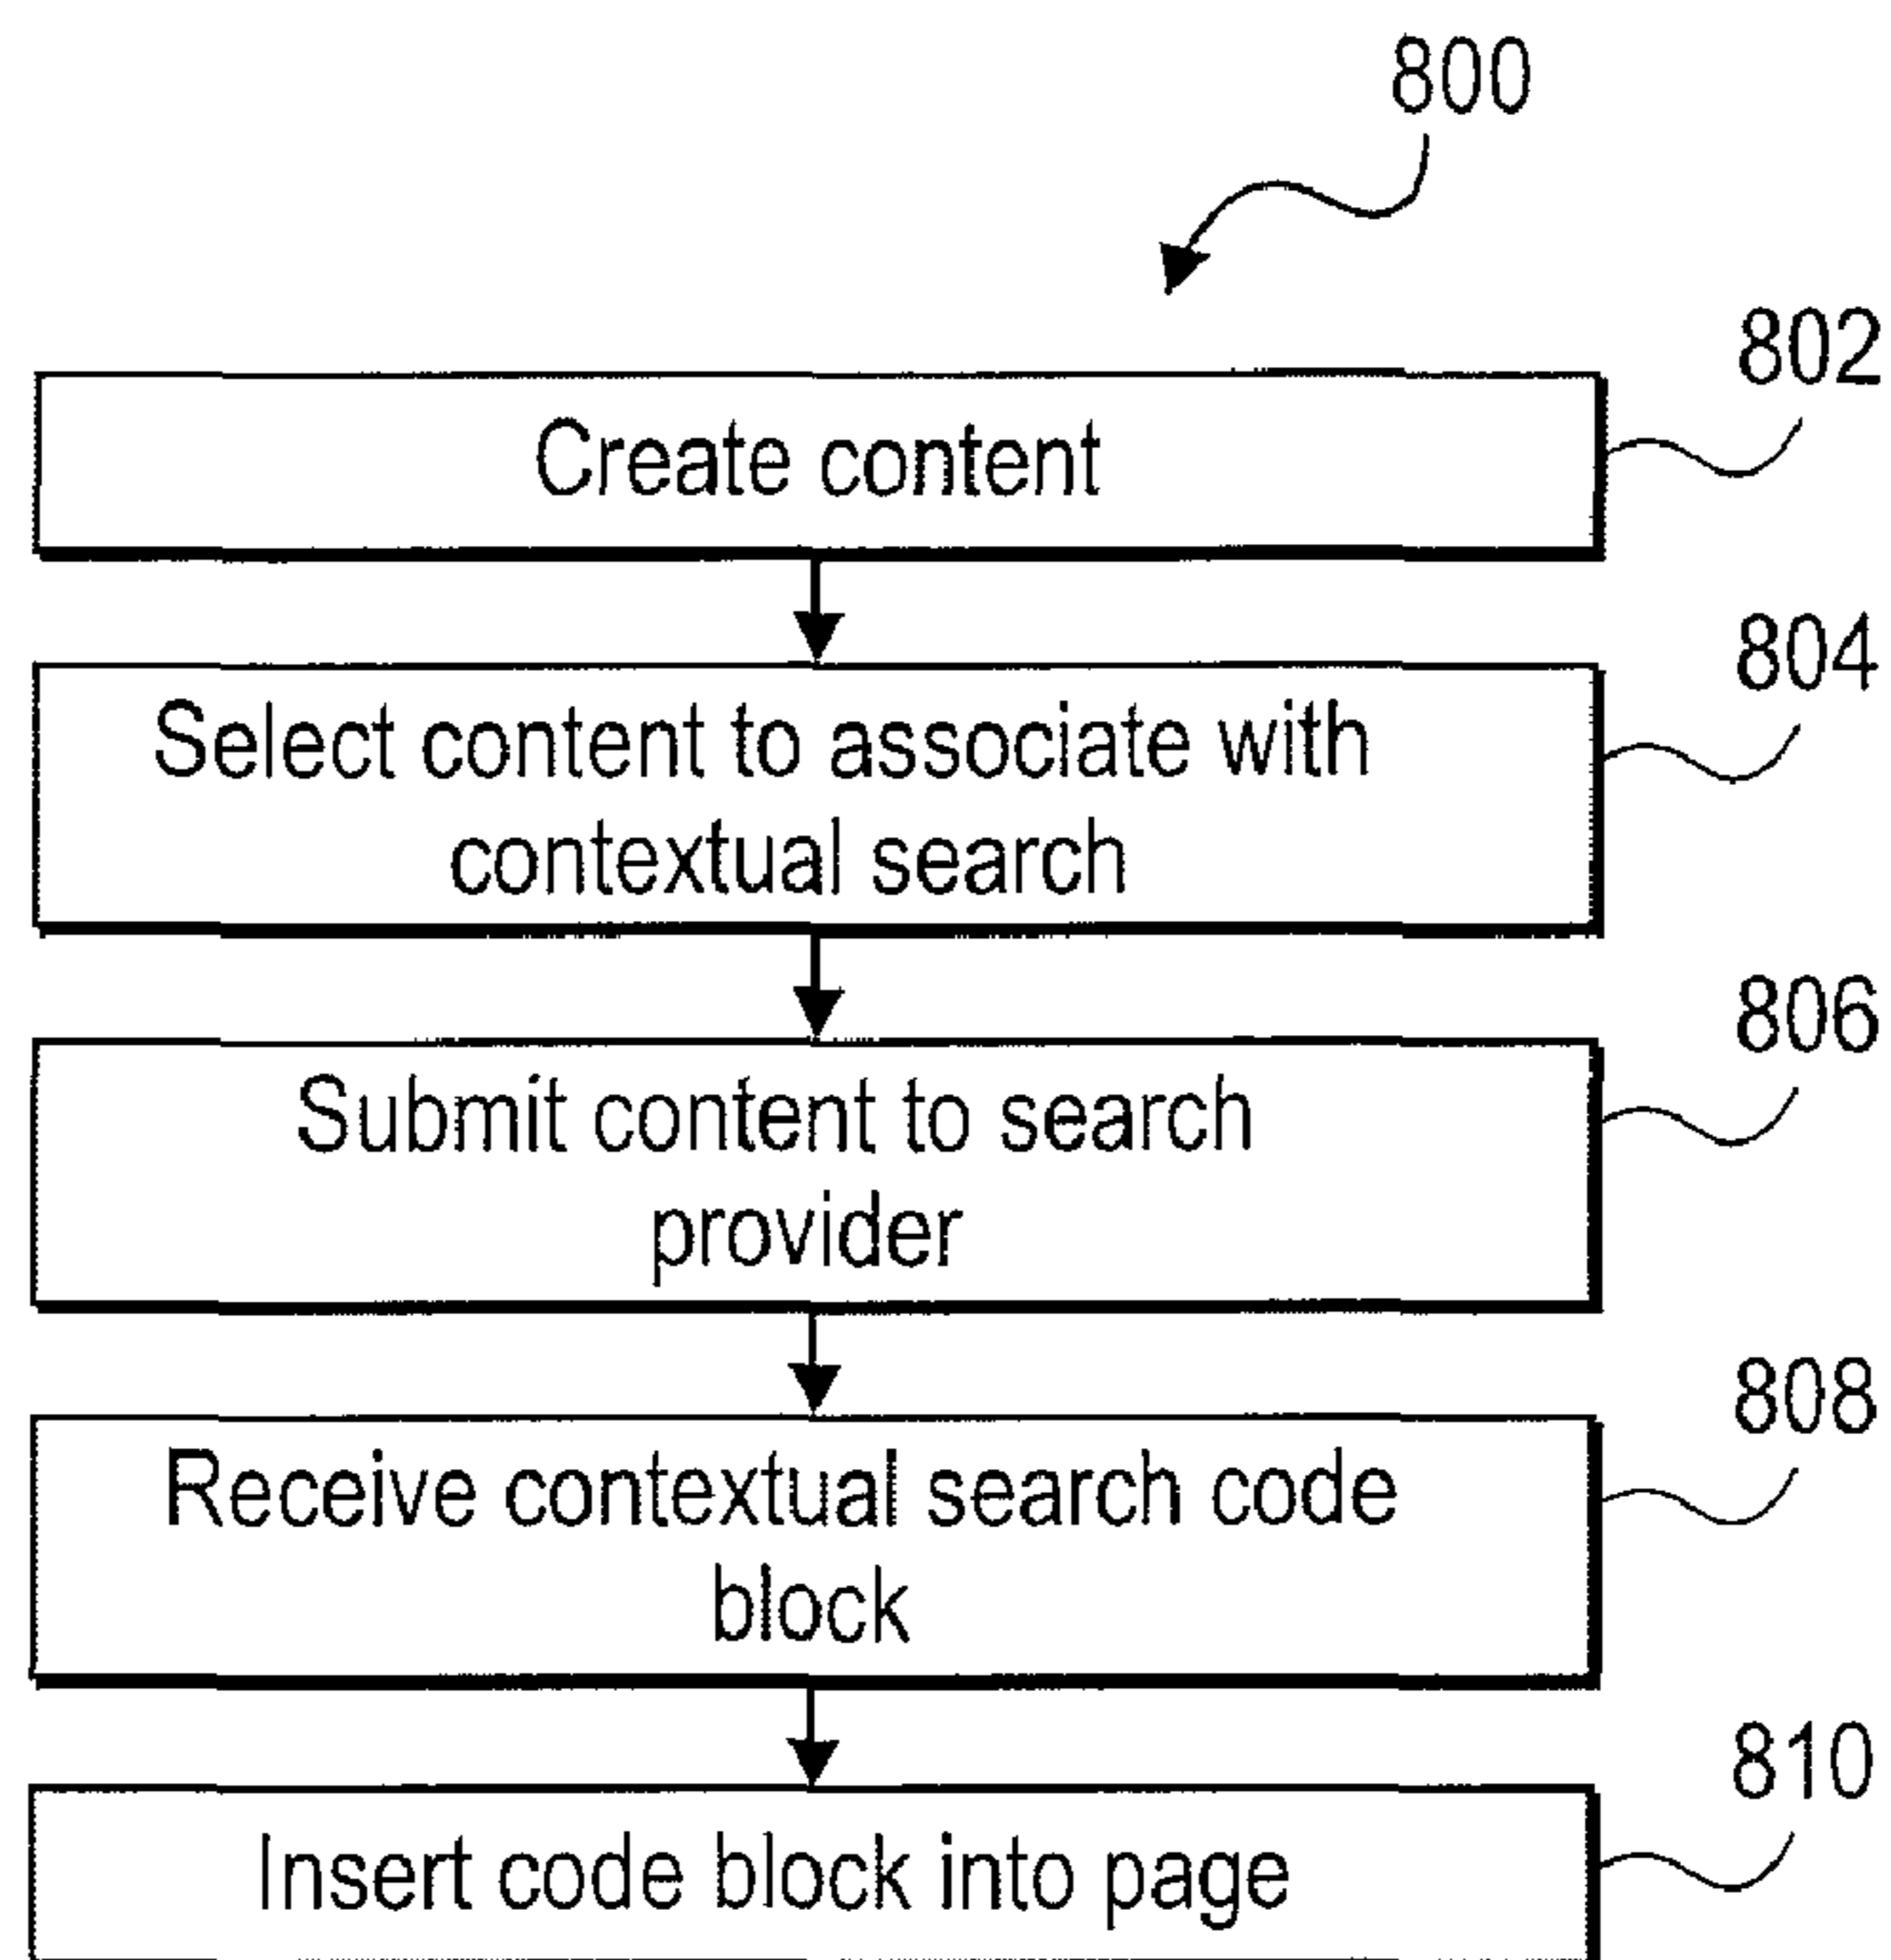 800
802
Create content
804
Select content to associate with
contextual search
806
Submit content to search
provider
808
Receive contextual search code
block
810
Insert code block into page